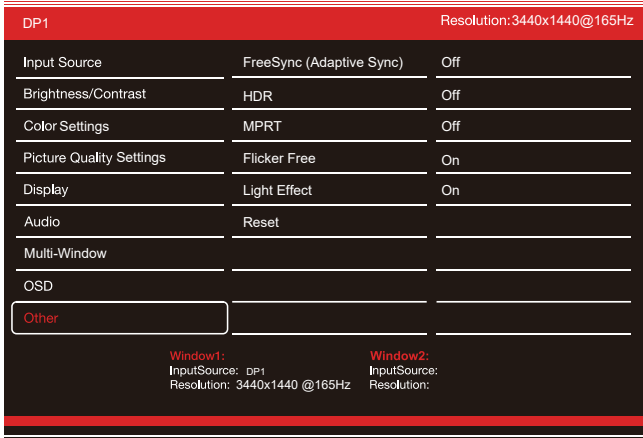 DP1 Resolution:3440x1440@165Hz
Input Source FreeSync (Adaptive Sync) Off
Brightness/Contrast HDR Off
Color Settings MPRT Off
Picture Quality Settings Flicker Free On
Display Light Effect On
Audio Reset
Multi-Window
OSD
Other
Window1: Window2:
InputSource: DP1 InputSource:
Resolution: 3440x1440 @165Hz Resolution: